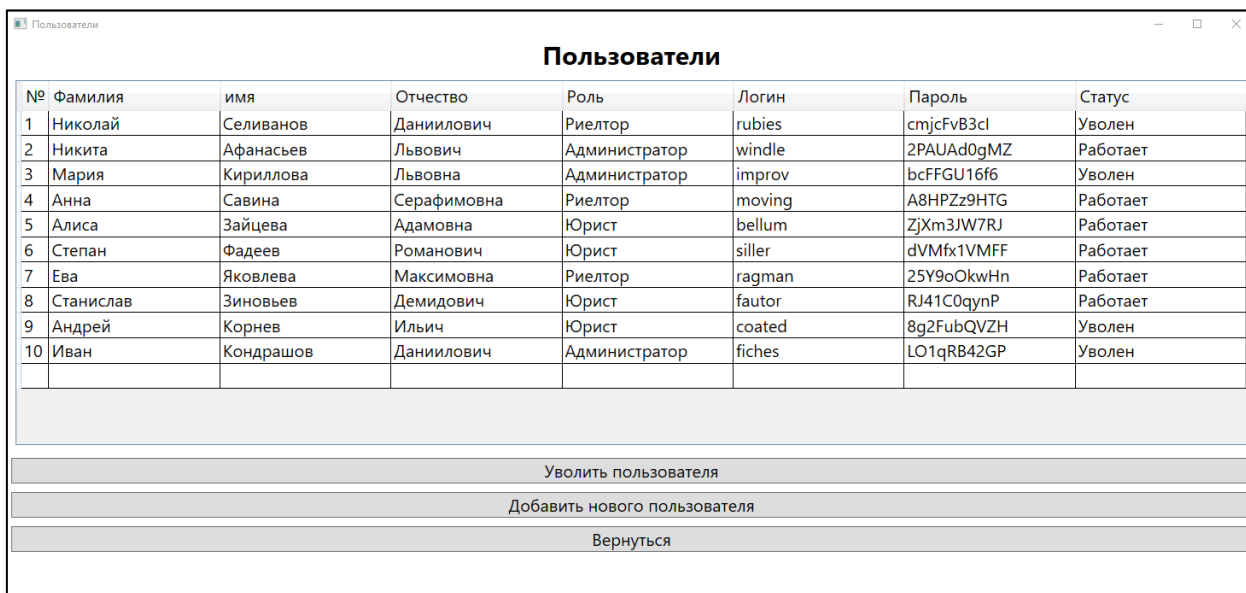 Пользователи
Пользователи
№ Фамилия имя Отчество Роль Логин Пароль Статус
1 Николай Селиванов Даниилович Риелтор rubies cmjcFvB3cI Уволен
2 Никита Афанасьев Львович Администратор windle 2PAUAd0gMZ Работает
3 Мария Кириллова Львовна Администратор improv bcFFGU16f6 Уволен
4 Анна Савина Серафимовна Риелтор moving A8HPZz9HTG Работает
5 Алиса Зайцева Адамовна Юрист bellum ZjXm3JW7RJ Работает
6 Степан Фадеев Романович Юрист siller dVMfx1VMFF Работает
7 Ева Яковлева Максимовна Риелтор ragman 25Y9oOkwHn Работает
8 Станислав Зиновьев Демидович Юрист fautor RJ41C0qynP Работает
9 Андрей Корнев Ильич Юрист coated 8g2FubQVZH Уволен
10 Иван Кондрашов Даниилович Администратор fiches LO1qRB42GP Уволен
Уволить пользователя
Добавить нового пользователя
Вернуться